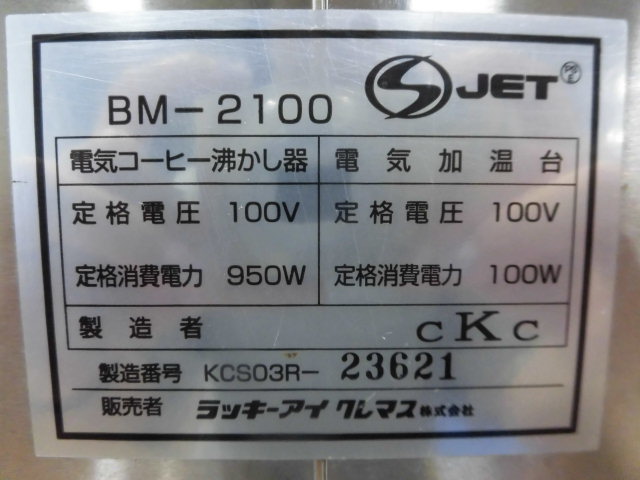 BM-2100 S JET
電気コーヒー沸かし器 電気加温台
定格電圧 100V 定格電圧 100V
定格消費電力 950W 定格消費電力 100W
製造者 cKc
製造番号 KCS03R- 23621
販売者 ラッキーアイ クレマス株式会社